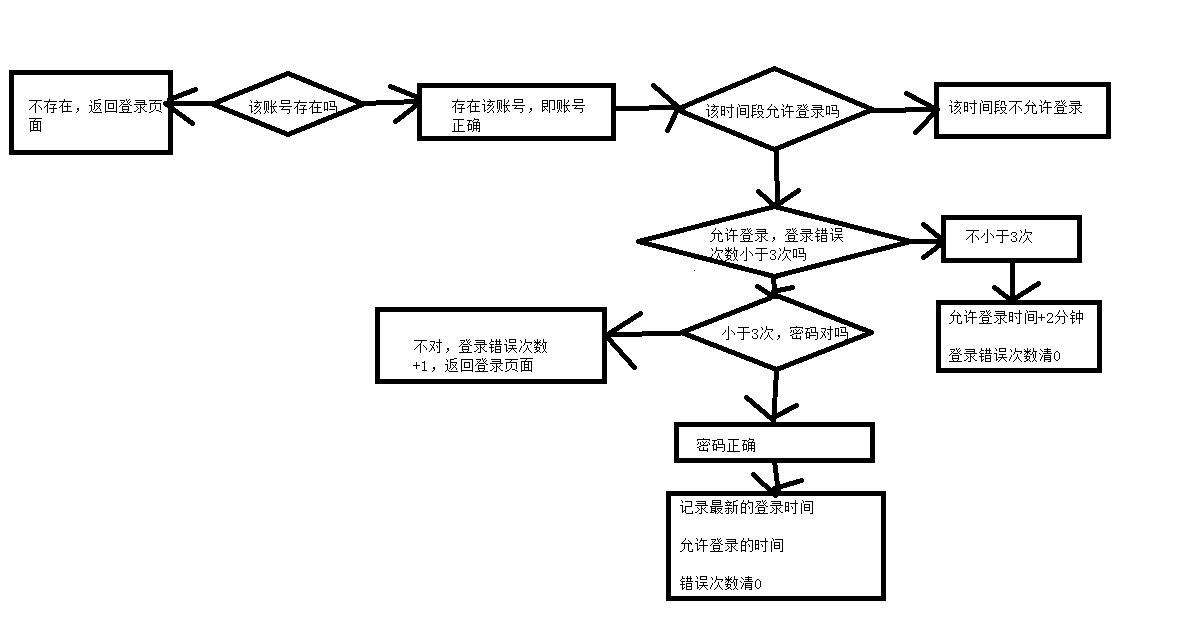 不存在，返回登录页
面
该账号存在吗
存在该账号，即账号
正确
该时间段允许登录吗
该时间段不允许登录
允许登录，登录错误
次数小于3次吗
不小于3次
允许登录时间+2分钟
登录错误次数清0
小于3次，密码对吗
不对，登录错误次数
+1，返回登录页面
密码正确
记录最新的登录时间
允许登录的时间
错误次数清0